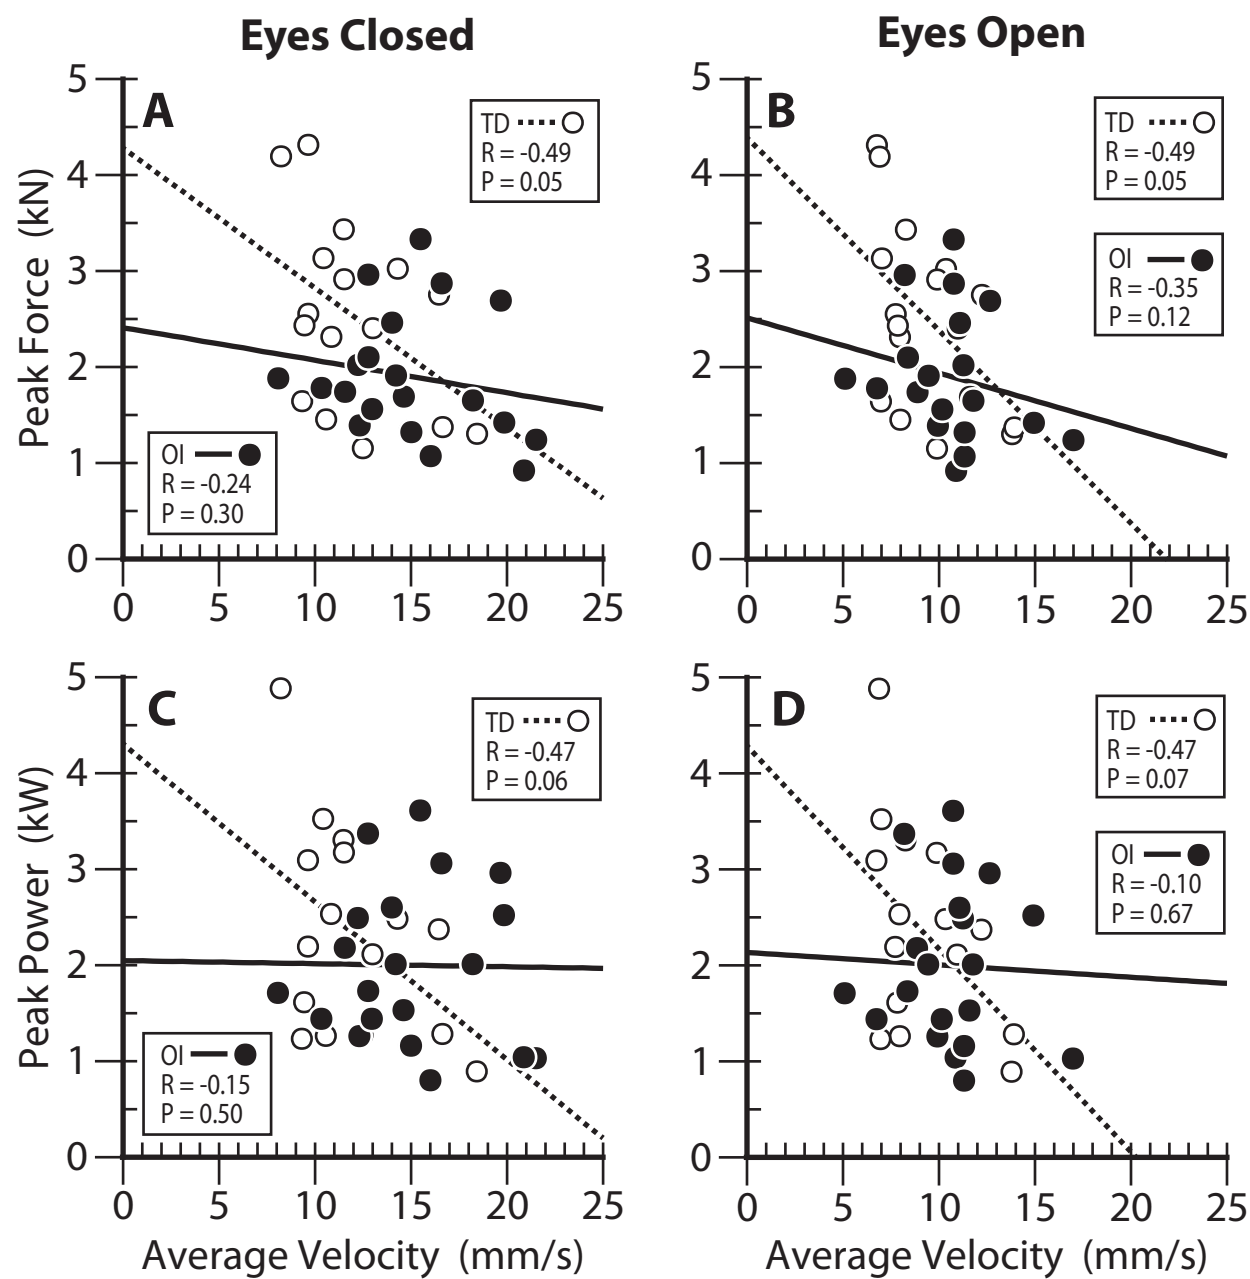 Eyes Closed
Eyes Open
A
Peak Force (kN)
5
4
3
2
1
0
0 5 10 15 20 25
TD
R = -0.49
P = 0.05
OI
R = -0.24
P = 0.30
B
5
4
3
2
1
0
0 5 10 15 20 25
TD
R = -0.49
P = 0.05
OI
R = -0.35
P = 0.12
C
Peak Power (kW)
5
4
3
2
1
0
0 5 10 15 20 25
Average Velocity (mm/s)
TD
R = -0.47
P = 0.06
OI
R = -0.15
P = 0.50
D
5
4
3
2
1
0
0 5 10 15 20 25
Average Velocity (mm/s)
TD
R = -0.47
P = 0.07
OI
R = -0.10
P = 0.67